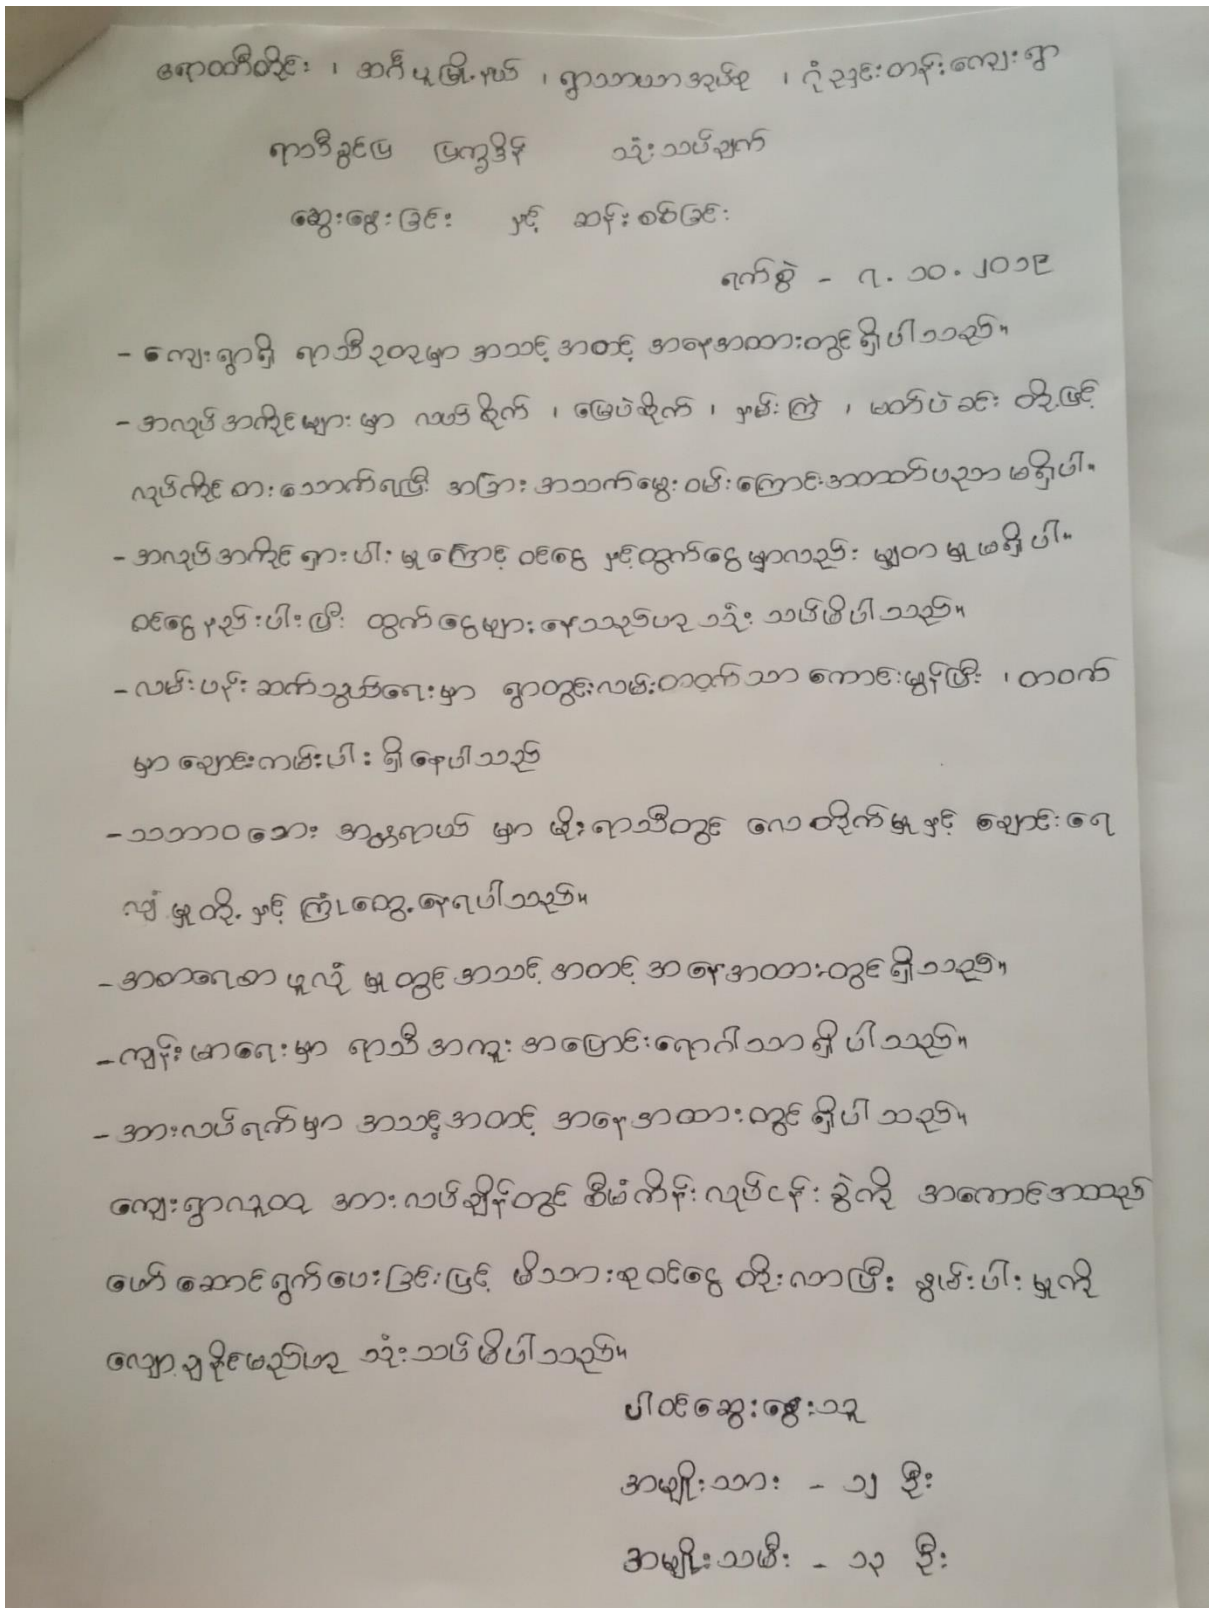 ဧရာဝတီတိုင်း ၊ အင်္ဂပူမြို့နယ် ၊ ရွာသာယာအုပ်စု ၊ ဂုံညှင်းတန်းကျေးရွာ
ရာသီခွင်ပြ ပြက္ခဒိန် သုံးသပ်ချက်
ဆွေးနွေးခြင်း နှင့် ဆန်းစစ်ခြင်း
ရက်စွဲ - ၇.၁၀.၂၀၁၉
- ကျေးရွာရှိ ရာသီဥတုမှာ အသင့်အတင့် အနေအထားတွင်ရှိပါသည်။
- အလုပ်အကိုင်များမှာ လယ်စိုက် ၊ မြေပဲစိုက် ၊ နှမ်းကြဲ ၊ မတ်ပဲခင်း တို့ဖြင့်
လုပ်ကိုင်စားသောက်ရပြီး အခြားအသက်မွေးဝမ်းကြောင်းအတတ်ပညာမရှိပါ။
- အလုပ်အကိုင်ရှားပါးမှုကြောင့် ဝင်ငွေ နှင့်ထွက်ငွေမှာလည်း မျှတမှုမရှိပါ။
ဝင်ငွေနည်းပါးပြီး ထွက်ငွေများနေသည်ဟု သုံးသပ်မိပါသည်။
- လမ်းပန်းဆက်သွယ်ရေးမှာ ရွာတွင်းလမ်းတဝက်သာ ကောင်းမွန်ပြီး ၊ တဝက်
မှာ ချောင်းကမ်းပါး ရှိနေပါသည်
- သဘာဝဘေး အန္တရာယ် မှာ မိုးရာသီတွင် လေတိုက်မှုနှင့် ချောင်းရေ
လျှံမှုတို့နှင့် ကြုံတွေ့နေရပါသည်။
- အစာရေစာ ဖူလုံမှုတွင် အသင့်အတင့် အနေအထားတွင်ရှိသည်။
- ကျန်းမာရေးမှာ ရာသီအကူးအပြောင်းရောဂါသာရှိပါသည်။
- အားလပ်ရက်မှာ အသင့်အတင့် အနေအထားတွင်ရှိပါသည်။
ကျေးရွာလူထု အားလပ်ချိန်တွင် စီမံကိန်းလုပ်ငန်းခွဲကို အကောင်အထည်
ဖော် ဆောင်ရွက်ပေးခြင်းဖြင့် မိသားစုဝင်ငွေ တိုးလာပြီး နွမ်းပါးမှုကို
လျော့ချနိုင်မည်ဟု သုံးသပ်မိပါသည်။
ပါဝင်ဆွေးနွေးသူ
အမျိုးသား - ၁၂ ဦး
အမျိုးသမီး - ၁၃ ဦး